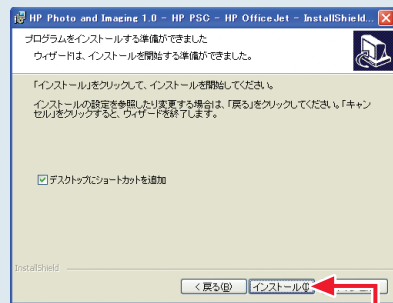 HP Photo and Imaging 1.0 - HP PSC - HP OfficeJet - InstallShield...
プログラムをインストールする準備ができました
ウィザードは、インストールを開始する準備ができました。
「インストール」をクリックして、インストールを開始してください。
インストールの設定を参照したり変更する場合は、「戻る」をクリックしてください。「キャン
セル」をクリックすると、ウィザードを終了します。
デスクトップにショートカットを追加
InstallShield
< 戻る(B) インストール(I)